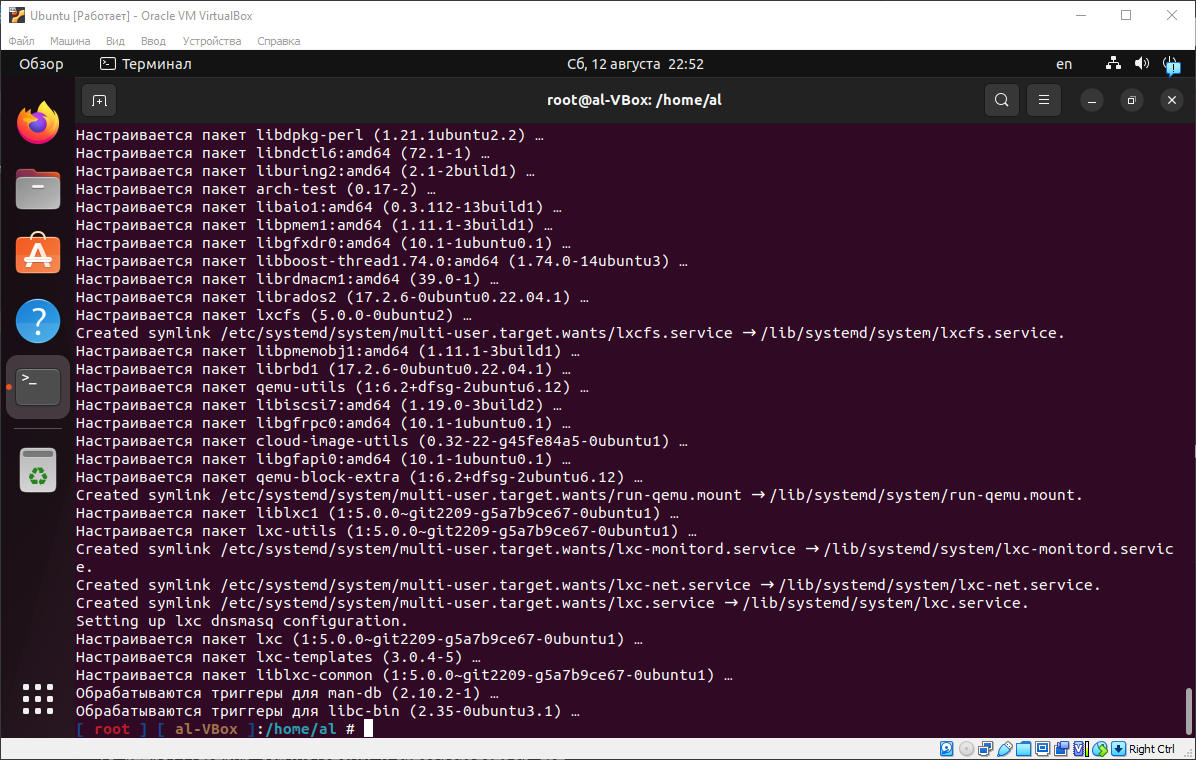 Ubuntu [Работает] - Oracle VM VirtualBox
Файл Машина Вид Ввод Устройства Справка
Обзор Терминал Сб, 12 августа 22:52 en
root@al-VBox: /home/al
Настраивается пакет libdpkg-perl (1.21.1ubuntu2.2) …
Настраивается пакет libndctl6:amd64 (72.1-1) …
Настраивается пакет liburing2:amd64 (2.1-2build1) …
Настраивается пакет arch-test (0.17-2) …
Настраивается пакет libaio1:amd64 (0.3.112-13build1) …
Настраивается пакет libpmem1:amd64 (1.11.1-3build1) …
Настраивается пакет libgfxdr0:amd64 (10.1-1ubuntu0.1) …
Настраивается пакет libboost-thread1.74.0:amd64 (1.74.0-14ubuntu3) …
Настраивается пакет librdmacm1:amd64 (39.0-1) …
Настраивается пакет librados2 (17.2.6-0ubuntu0.22.04.1) …
Настраивается пакет lxcfs (5.0.0-0ubuntu2) …
Created symlink /etc/systemd/system/multi-user.target.wants/lxcfs.service → /lib/systemd/system/lxcfs.service.
Настраивается пакет libpmemobj1:amd64 (1.11.1-3build1) …
Настраивается пакет librbd1 (17.2.6-0ubuntu0.22.04.1) …
Настраивается пакет qemu-utils (1:6.2+dfsg-2ubuntu6.12) …
Настраивается пакет libiscsi7:amd64 (1.19.0-3build2) …
Настраивается пакет libgfrpc0:amd64 (10.1-1ubuntu0.1) …
Настраивается пакет cloud-image-utils (0.32-22-g45fe84a5-0ubuntu1) …
Настраивается пакет libgfapi0:amd64 (10.1-1ubuntu0.1) …
Настраивается пакет qemu-block-extra (1:6.2+dfsg-2ubuntu6.12) …
Created symlink /etc/systemd/system/multi-user.target.wants/run-qemu.mount → /lib/systemd/system/run-qemu.mount.
Настраивается пакет liblxc1 (1:5.0.0~git2209-g5a7b9ce67-0ubuntu1) …
Настраивается пакет lxc-utils (1:5.0.0~git2209-g5a7b9ce67-0ubuntu1) …
Created symlink /etc/systemd/system/multi-user.target.wants/lxc-monitord.service → /lib/systemd/system/lxc-monitord.servic
e.
Created symlink /etc/systemd/system/multi-user.target.wants/lxc-net.service → /lib/systemd/system/lxc-net.service.
Created symlink /etc/systemd/system/multi-user.target.wants/lxc.service → /lib/systemd/system/lxc.service.
Setting up lxc dnsmasq configuration.
Настраивается пакет lxc (1:5.0.0~git2209-g5a7b9ce67-0ubuntu1) …
Настраивается пакет lxc-templates (3.0.4-5) …
Настраивается пакет liblxc-common (1:5.0.0~git2209-g5a7b9ce67-0ubuntu1) …
Обрабатываются триггеры для man-db (2.10.2-1) …
Обрабатываются триггеры для libc-bin (2.35-0ubuntu3.1) …
[ root ] [ al-VBox ]:/home/al #
Right Ctrl